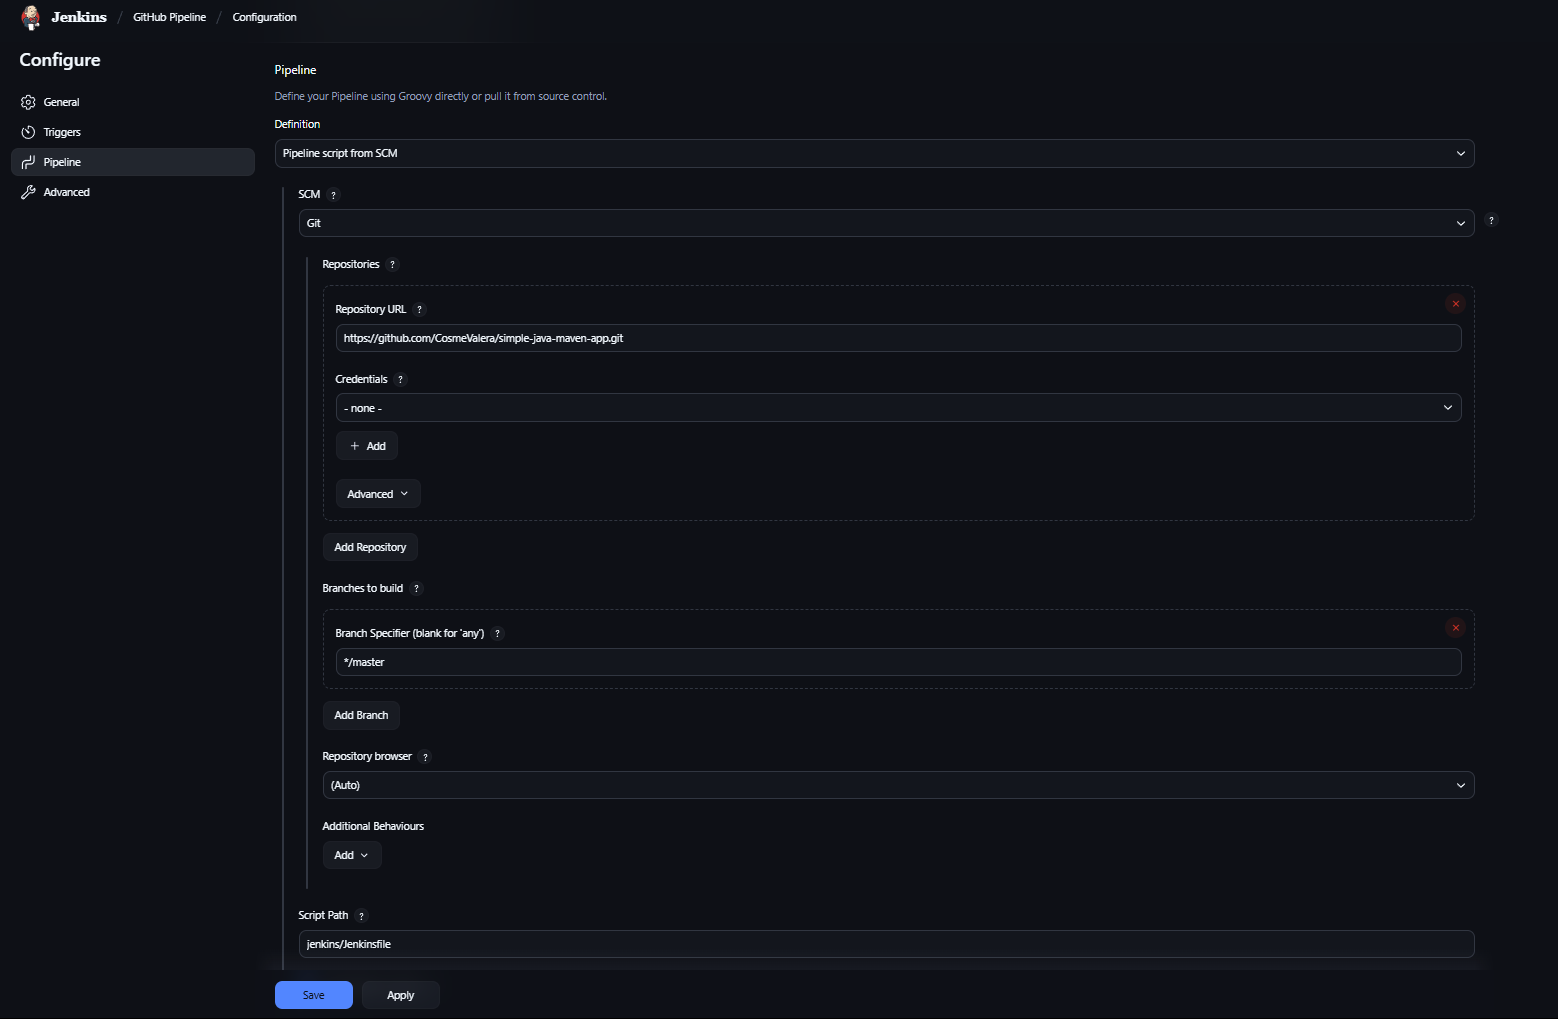 Jenkins / GitHub Pipeline / Configuration
Configure
General
Triggers
Pipeline
Advanced
Pipeline
Define your Pipeline using Groovy directly or pull it from source control.
Definition
Pipeline script from SCM
SCM ?
Git
?
Repositories ?
Repository URL ?
https://github.com/CosmeValera/simple-java-maven-app.git
Credentials ?
- none -
+ Add
Advanced
Add Repository
Branches to build ?
Branch Specifier (blank for 'any') ?
*/master
Add Branch
Repository browser ?
(Auto)
Additional Behaviours
Add
Script Path ?
jenkins/Jenkinsfile
Save Apply